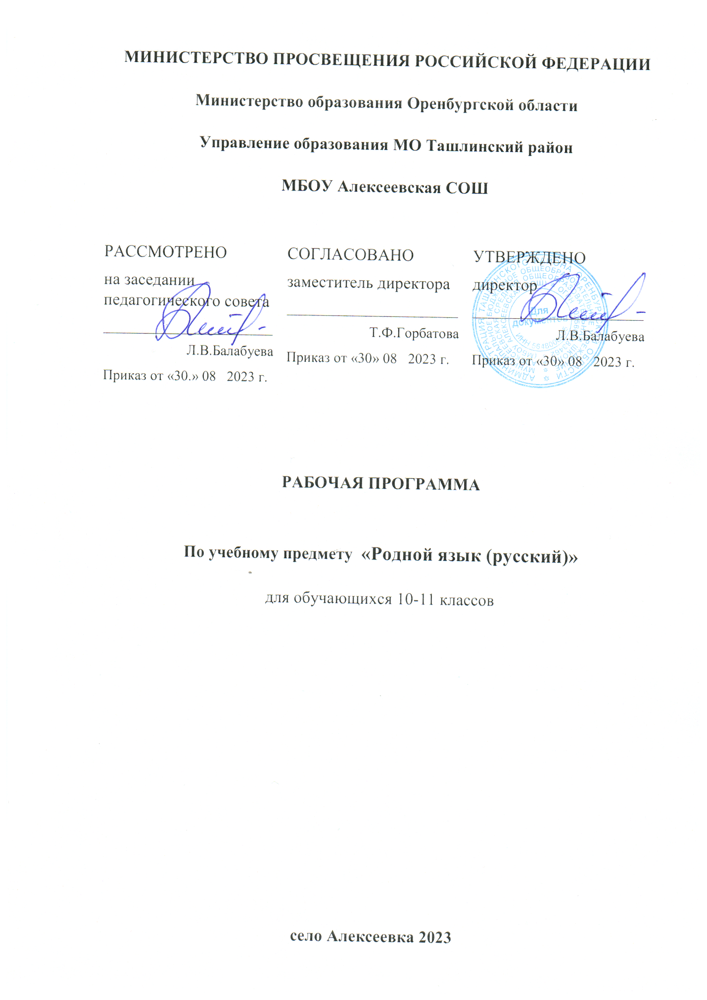 МИНИСТЕРСТВО ПРОСВЕЩЕНИЯ РОССИЙСКОЙ ФЕДЕРАЦИИ
Министерство образования Оренбургской области
Управление образования МО Ташлинский район
МБОУ Алексеевская СОШ
РАССМОТРЕНО
на заседании
педагогического совета
Л.В.Балабуева
Приказ от «30.» 08 2023 г.
СОГЛАСОВАНО
заместитель директора
Т.Ф.Горбатова
Приказ от «30» 08 2023 г.
УТВЕРЖДЕНО
директор
Л.В.Балабуева
Приказ от «30» 08 2023 г.
Для
документов
РАБОЧАЯ ПРОГРАММА
По учебному предмету «Родной язык (русский)»
для обучающихся 10-11 классов
село Алексеевка 2023